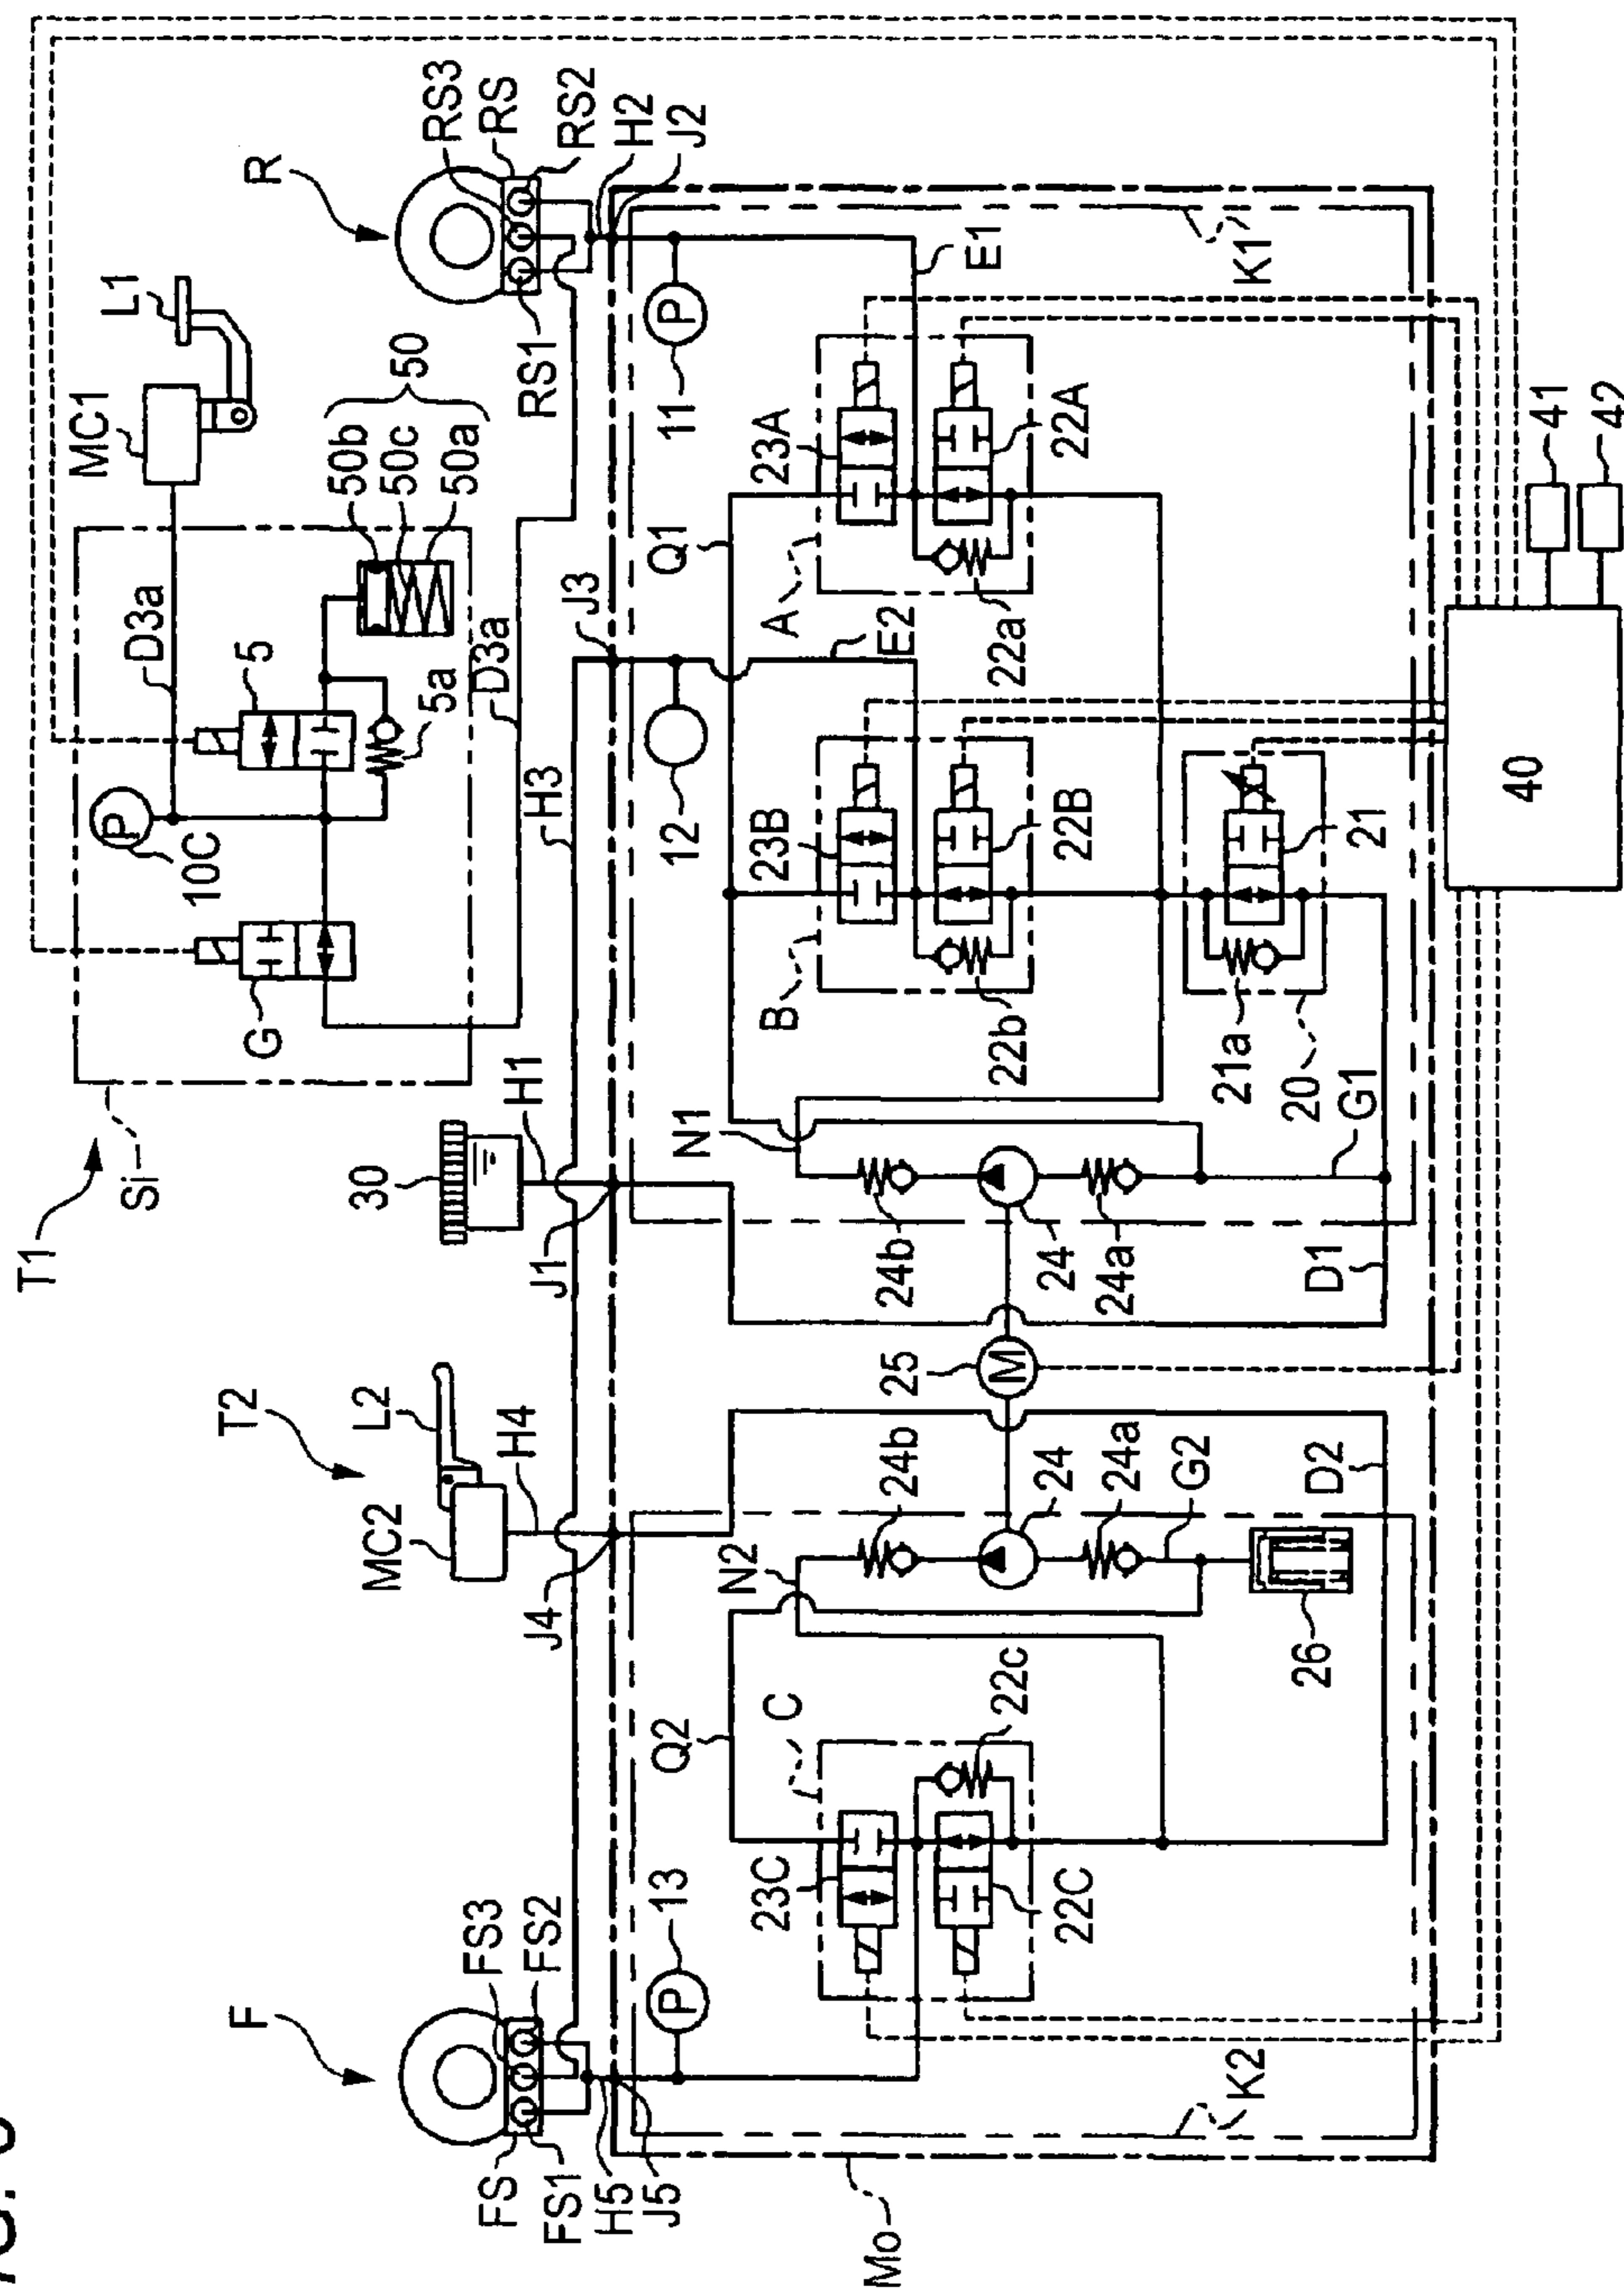 T1
Si
MC1
L1
D3a
5
5a
P
10C
G
50
50b
50c
50a
D3a
R
RS3
RS
RS2
RS1
H2
J2
T2
L2
MC2
H4
J4
30
H1
J1
H3
J3
F
FS3
FS2
FS
FS1
H5
J5
P
13
Q2
C
23C
22c
22C
N2
24b
24
24a
G2
26
D2
M
25
D1
N1
24b
24
24a
G1
Q1
12
E2
B
23B
22b
22B
21a
20
21
P
11
E1
A
23A
22a
22A
K1
K2
Mo
40
41
42